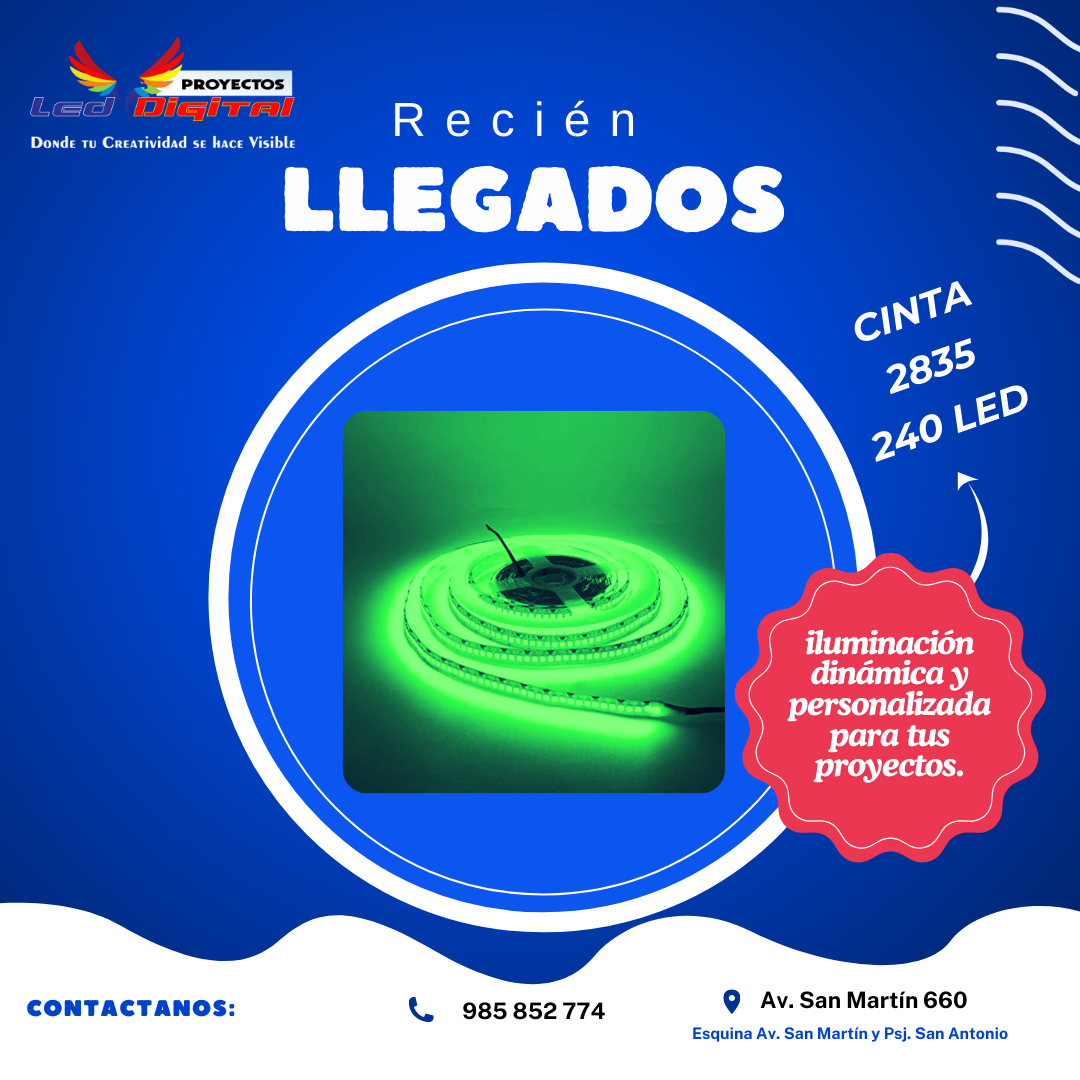 PROYECTOS
Led Digital
Donde tu Creatividad se hace Visible
Recién
LLEGADOS
CINTA
2835
240 LED
iluminación
dinámica y
personalizada
para tus
proyectos.
CONTACTANOS:
985 852 774
Av. San Martín 660
Esquina Av. San Martín y Psj. San Antonio